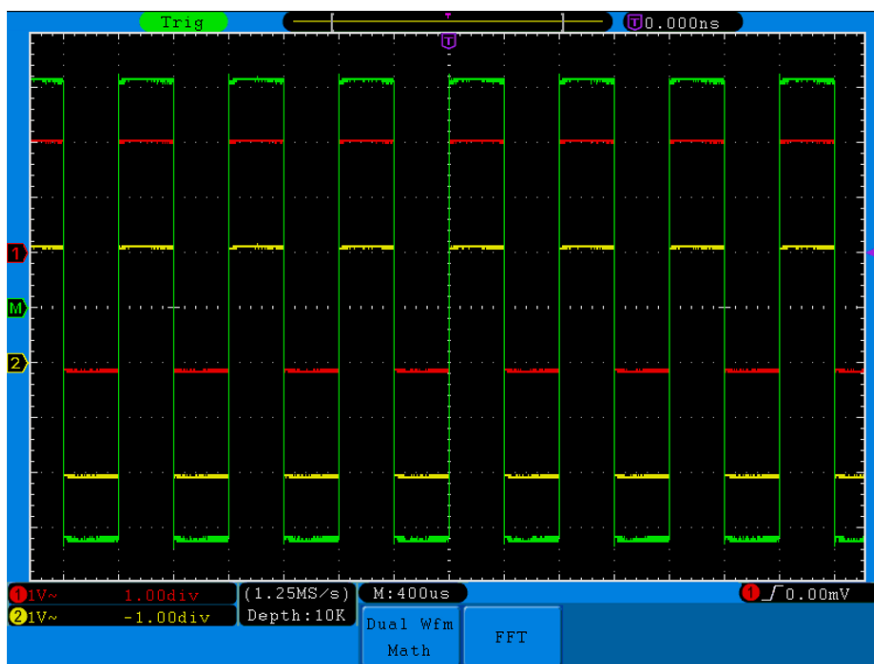 Trig
T 0.000ns
T
1
M
2
1 1V~ 1.00div (1.25MS/s) M:400us 1 0.00mV
2 1V~ -1.00div Depth:10K
Dual Wfm
Math
FFT